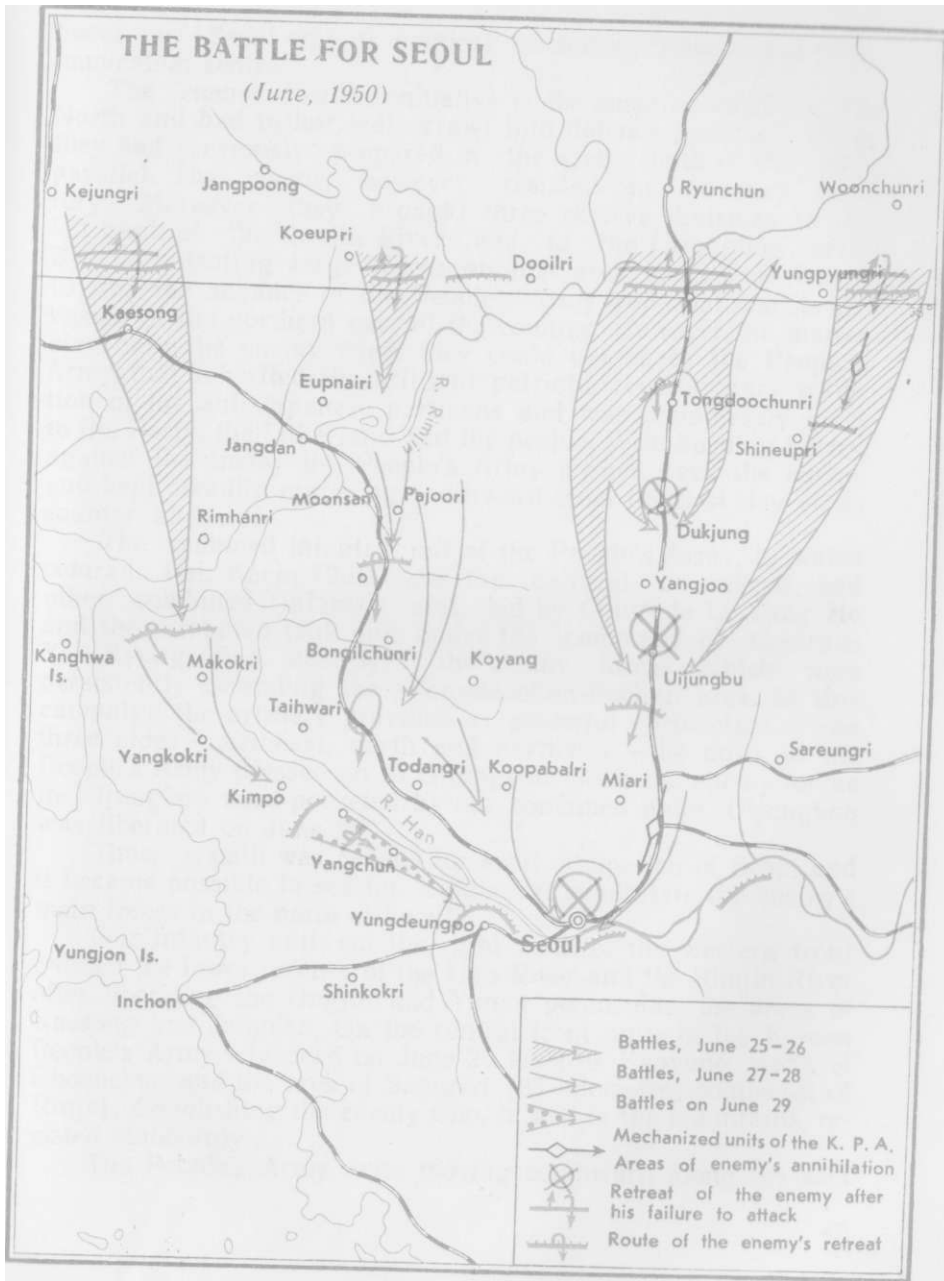 THE BATTLE FOR SEOUL
(June, 1950)
Kejungri
Jangpoong
Ryunchun
Woonchunri
Koeupri
Dooilri
Yungpyungri
Kaesong
Eupnairi
R. Rimjin
Tongdoochunri
Jangdan
Shineupri
Moonsan
Pajoori
Rimhanri
Dukjung
Yangjoo
Kanghwa
Is.
Makokri
Bongilchunri
Koyang
Uijungbu
Taihwari
Yangkokri
Sareungri
Kimpo
Todangri
Koopabalri
Miari
R. Han
Yangchun
Yungdeungpo
Seoul
Yungjon Is.
Inchon
Shinkokri
Battles, June 25-26
Battles, June 27-28
Battles on June 29
Mechanized units of the K. P. A.
Areas of enemy's annihilation
Retreat of the enemy after
his failure to attack
Route of the enemy's retreat